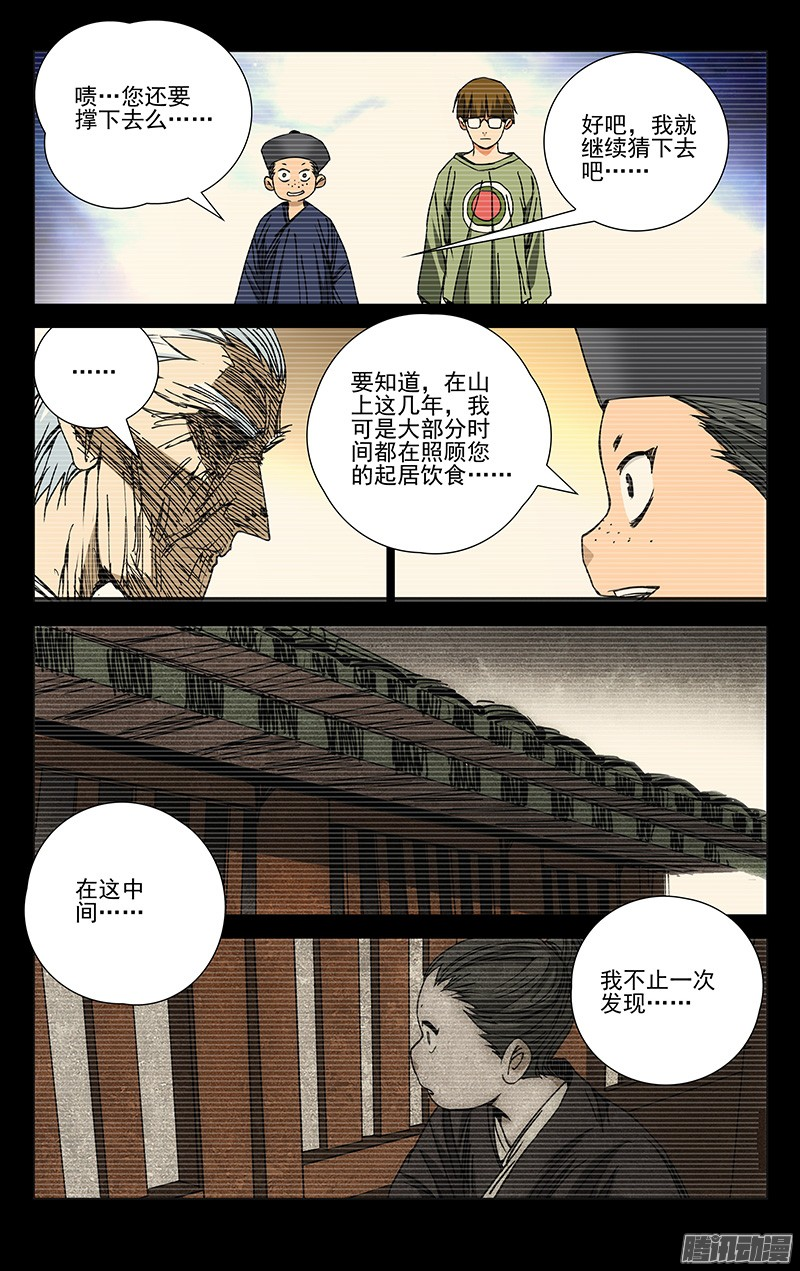 啧…您还要
撑下去么……
好吧，我就
继续猜下去
吧……
……
要知道，在山
上这几年，我
可是大部分时
间都在照顾您
的起居饮食……
在这中
间……
我不止一次
发现……
腾讯动漫